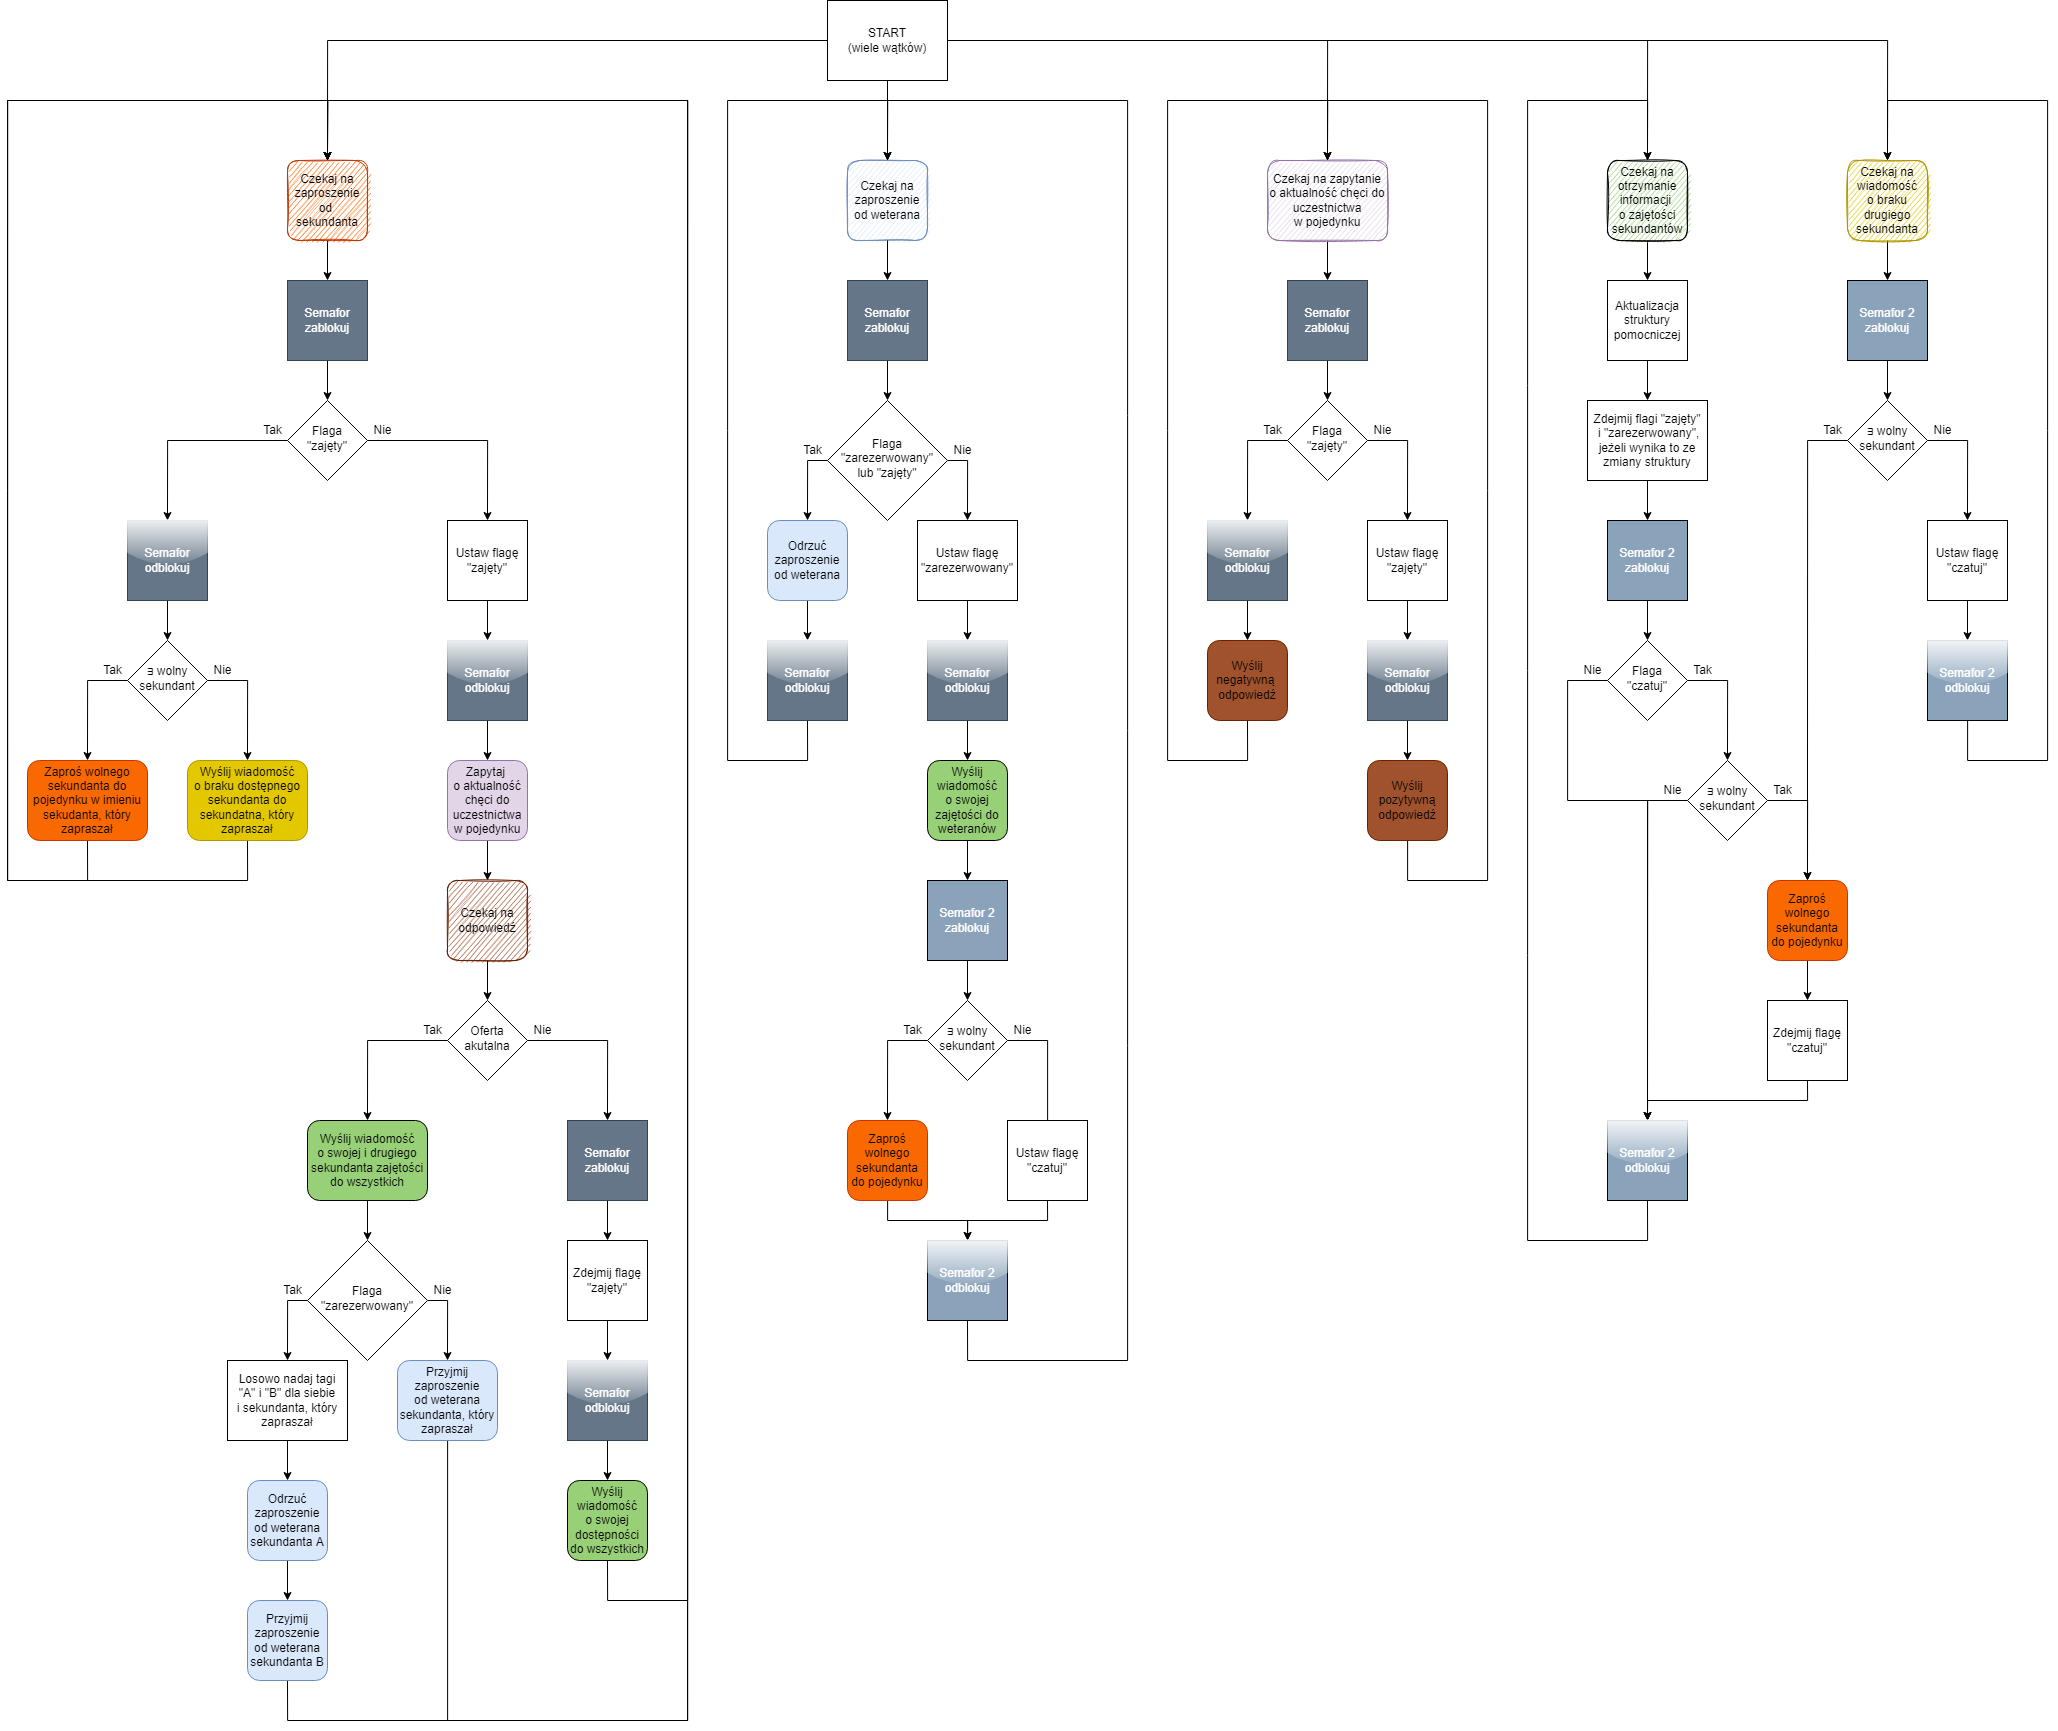 START
(wiele wątków)
Czekaj na
zaproszenie
od
sekundanta
Semafor
zablokuj
Flaga
"zajęty"
Tak
Nie
Semafor
odblokuj
Ǝ wolny
sekundant
Tak
Nie
Zaproś wolnego
sekundanta do
pojedynku w imieniu
sekudanta, który
zapraszał
Wyślij wiadomość
o braku dostępnego
sekundanta do
sekundatna, który
zapraszał
Ustaw flagę
"zajęty"
Semafor
odblokuj
Zapytaj
o aktualność
chęci do
uczestnictwa
w pojedynku
Czekaj na
odpowiedź
Oferta
akutalna
Tak
Nie
Wyślij wiadomość
o swojej i drugiego
sekundanta zajętości
do wszystkich
Flaga
"zarezerwowany"
Tak
Nie
Losowo nadaj tagi
"A" i "B" dla siebie
i sekundanta, który
zapraszał
Odrzuć
zaproszenie
od weterana
sekundanta A
Przyjmij
zaproszenie
od weterana
sekundanta B
Przyjmij
zaproszenie
od weterana
sekundanta, który
zapraszał
Semafor
zablokuj
Zdejmij flagę
"zajęty"
Semafor
odblokuj
Wyślij
wiadomość
o swojej
dostępności
do wszystkich
Czekaj na
zaproszenie
od weterana
Semafor
zablokuj
Flaga
"zarezerwowany"
lub "zajęty"
Tak
Nie
Odrzuć
zaproszenie
od weterana
Semafor
odblokuj
Ustaw flagę
"zarezerwowany"
Semafor
odblokuj
Wyślij
wiadomość
o swojej
zajętości do
weteranów
Semafor 2
zablokuj
Ǝ wolny
sekundant
Tak
Nie
Zaproś
wolnego
sekundanta
do pojedynku
Ustaw flagę
"czatuj"
Semafor 2
odblokuj
Czekaj na zapytanie
o aktualność chęci do
uczestnictwa
w pojedynku
Semafor
zablokuj
Flaga
"zajęty"
Tak
Nie
Semafor
odblokuj
Wyślij
negatywną
odpowiedź
Ustaw flagę
"zajęty"
Semafor
odblokuj
Wyślij
pozytywną
odpowiedź
Czekaj na
otrzymanie
informacji
o zajętości
sekundantów
Aktualizacja
struktury
pomocniczej
Zdejmij flagi "zajęty"
i "zarezerwowany",
jeżeli wynika to ze
zmiany struktury
Semafor 2
zablokuj
Flaga
"czatuj"
Nie
Tak
Ǝ wolny
sekundant
Nie
Tak
Zaproś
wolnego
sekundanta
do pojedynku
Zdejmij flagę
"czatuj"
Semafor 2
odblokuj
Czekaj na
wiadomość
o braku
drugiego
sekundanta
Semafor 2
zablokuj
Ǝ wolny
sekundant
Tak
Nie
Ustaw flagę
"czatuj"
Semafor 2
odblokuj